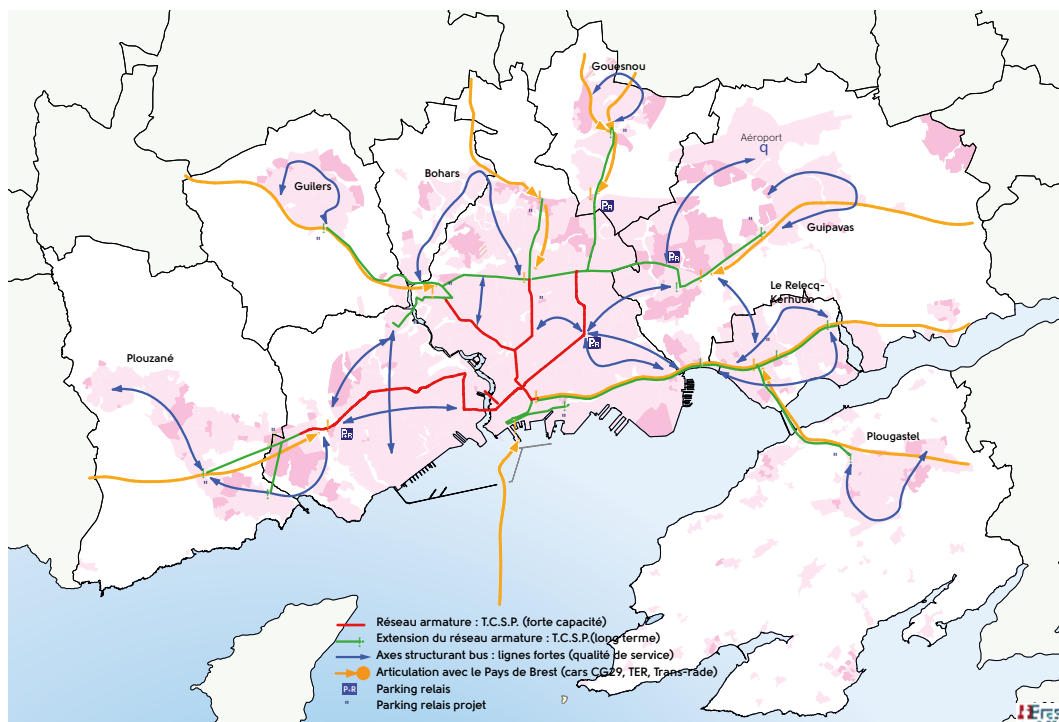 Gouesnou
Aéroport
q
Bohars
Guilers
P+R
Guipavas
P+R
Le Relecq-
Kerhuon
P+R
Plouzané
P+R
Plougastel
Réseau armature : T.C.S.P. (forte capacité)
Extension du réseau armature : T.C.S.P.(long terme)
Axes structurant bus : lignes fortes (qualité de service)
Articulation avec le Pays de Brest (cars CG29, TER, Trans-rade)
P+R Parking relais
" Parking relais projet